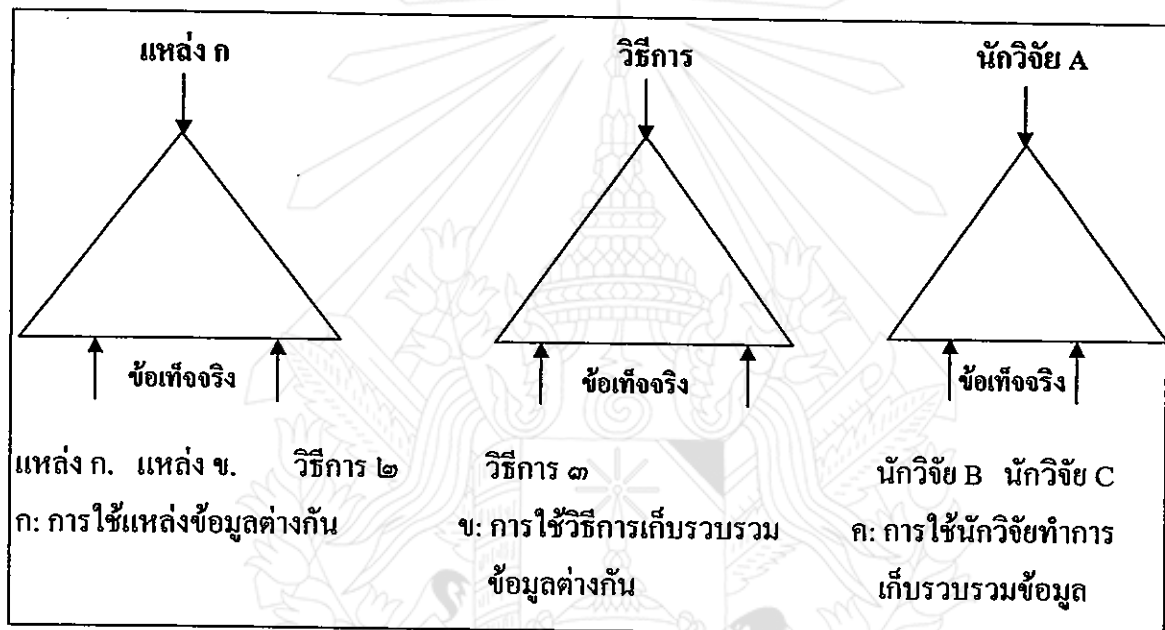 แหล่ง ก วิธีการ นักวิจัย A
ข้อเท็จจริง ข้อเท็จจริง ข้อเท็จจริง
แหล่ง ก. แหล่ง ข. วิธีการ ๒ วิธีการ ๓ นักวิจัย B นักวิจัย C
ก: การใช้แหล่งข้อมูลต่างกัน ข: การใช้วิธีการเก็บรวบรวม ค: การใช้นักวิจัยทำการ
ข้อมูลต่างกัน เก็บรวบรวมข้อมูล